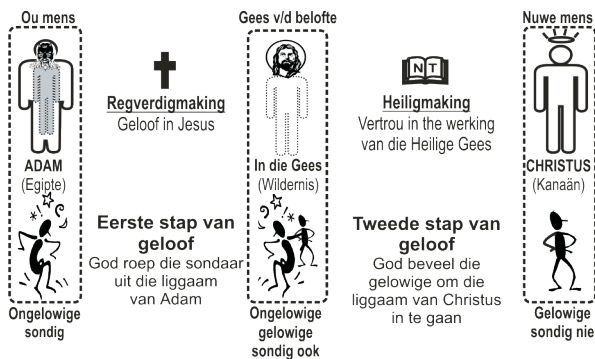 Ou mens
ADAM
(Egipte)
Ongelowige
sondig
Regverdigmaking
Geloof in Jesus
Eerste stap van
geloof
God roep die sondaar
uit die liggaam
van Adam
Gees v/d belofte
In die Gees
(Wildernis)
Ongelowige
gelowige
sondig ook
N T
Heiligmaking
Vertrou in the werking
van die Heilige Gees
Tweede stap van
geloof
God beveel die
gelowige om die
liggaam van Christus
in te gaan
Nuwe mens
CHRISTUS
(Kanaän)
Gelowige
sondig nie